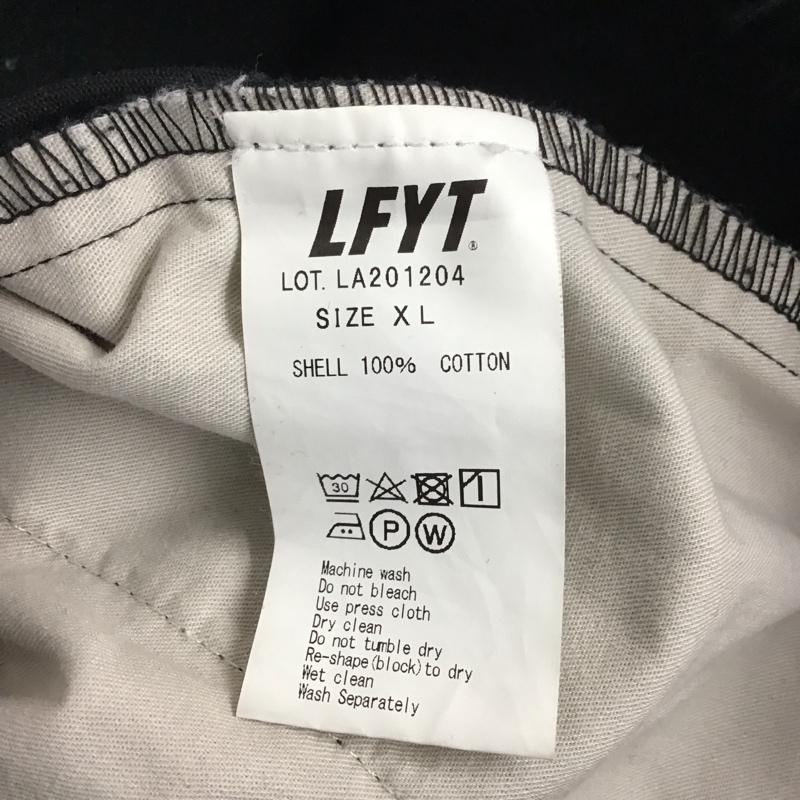 LFYT®
LOT. LA201204
SIZE XL
SHELL 100% COTTON
30
P W
Machine wash
Do not bleach
Use press cloth
Dry clean
Do not tumble dry
Re-shape(block)to dry
Wet clean
Wash Separately